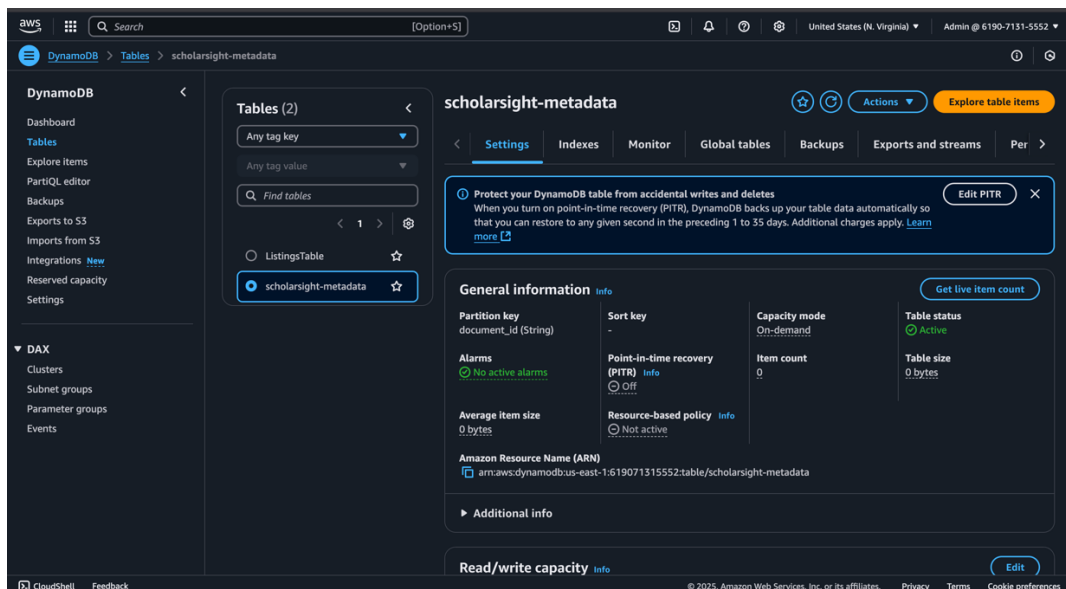 aws
Search
[Option+S]
United States (N. Virginia) ▼
Admin @ 6190-7131-5552 ▼
DynamoDB > Tables > scholarsight-metadata
DynamoDB
Dashboard
Tables
Explore items
PartiQL editor
Backups
Exports to S3
Imports from S3
Integrations New
Reserved capacity
Settings
▼ DAX
Clusters
Subnet groups
Parameter groups
Events
Tables (2)
Any tag key
Any tag value
Find tables
< 1 >
ListingsTable
scholarsight-metadata
scholarsight-metadata
Actions ▼
Explore table items
Settings
Indexes
Monitor
Global tables
Backups
Exports and streams
Per
Protect your DynamoDB table from accidental writes and deletes
When you turn on point-in-time recovery (PITR), DynamoDB backs up your table data automatically so
that you can restore to any given second in the preceding 1 to 35 days. Additional charges apply. Learn
more
Edit PITR
General information Info
Get live item count
Partition key
document_id (String)
Sort key
-
Capacity mode
On-demand
Table status
Active
Alarms
No active alarms
Point-in-time recovery
(PITR) Info
Off
Item count
0
Table size
0 bytes
Average item size
0 bytes
Resource-based policy Info
Not active
Amazon Resource Name (ARN)
arn:aws:dynamodb:us-east-1:619071315552:table/scholarsight-metadata
▶ Additional info
Read/write capacity Info
Edit
CloudShell
Feedback
© 2025, Amazon Web Services, Inc. or its affiliates.
Privacy
Terms
Cookie preferences